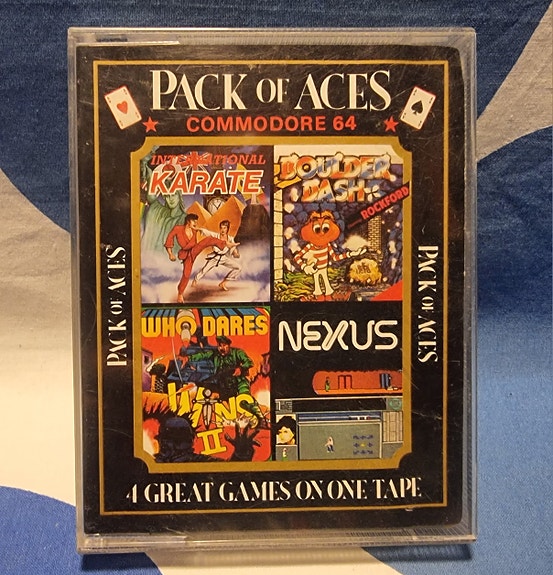 PACK OF ACES
COMMODORE 64
INTERNATIONAL
KARATE
BOULDER
DASH
ROCKFORD
PACK OF ACES
PACK OF ACES
WHO DARES
WINS
II
NEXUS
4 GREAT GAMES ON ONE TAPE